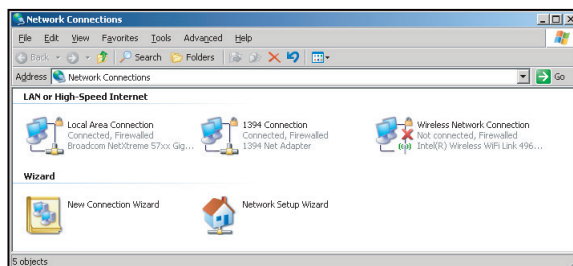 Network Connections
File Edit View Favorites Tools Advanced Help
Back Search Folders
Address Network Connections Go
LAN or High-Speed Internet
Local Area Connection
Connected, Firewalled
Broadcom NetXtreme 57xx Gig...
1394 Connection
Connected, Firewalled
1394 Net Adapter
Wireless Network Connection
Not connected, Firewalled
Intel(R) Wireless WiFi Link 496...
Wizard
New Connection Wizard
Network Setup Wizard
5 objects